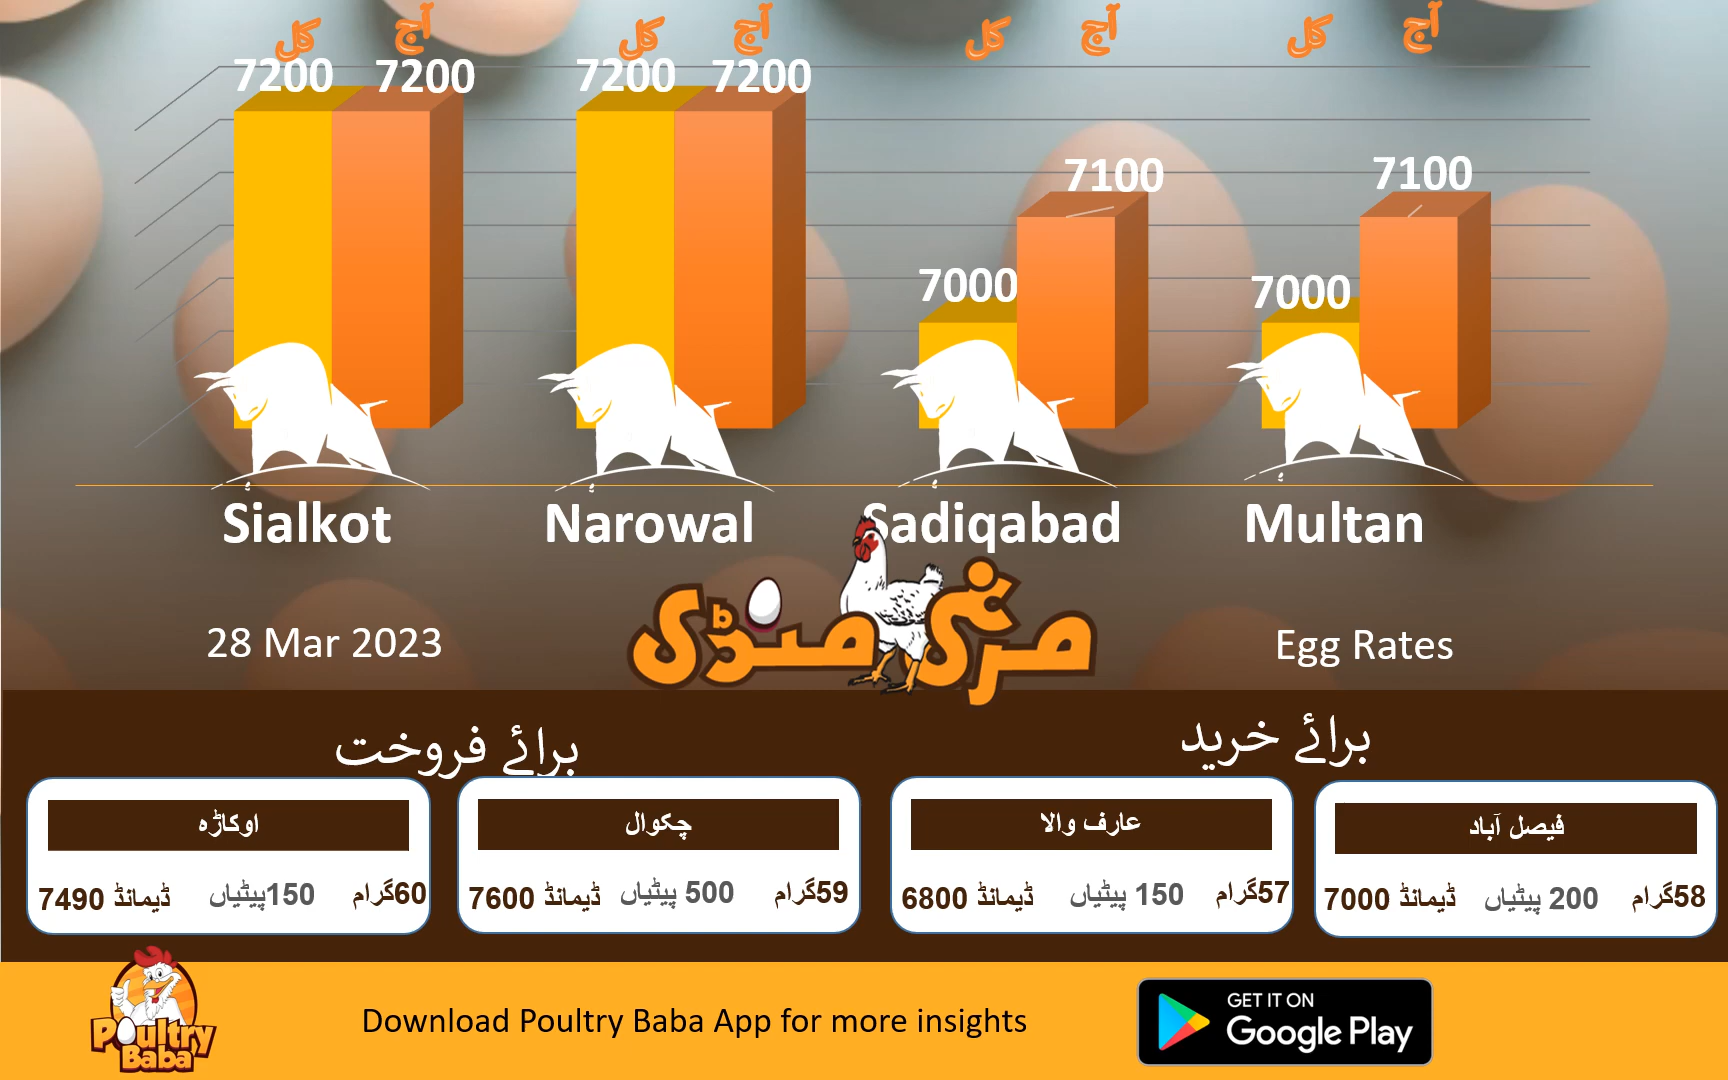 کل آج کل آج کل آج کل آج
7200 7200 7200 7200 7000 7100 7000 7100
Sialkot Narowal Sadiqabad Multan
28 Mar 2023
مرغی منڈی
Egg Rates
برائے فروخت
برائے خرید
اوکاڑہ
60گرام 150پیٹیاں ڈیمانڈ 7490
چکوال
59گرام 500 پیٹیاں ڈیمانڈ 7600
عارف والا
57گرام 150 پیٹیاں ڈیمانڈ 6800
فیصل آباد
58گرام 200 پیٹیاں ڈیمانڈ 7000
Poultry
Baba
Download Poultry Baba App for more insights
GET IT ON
Google Play